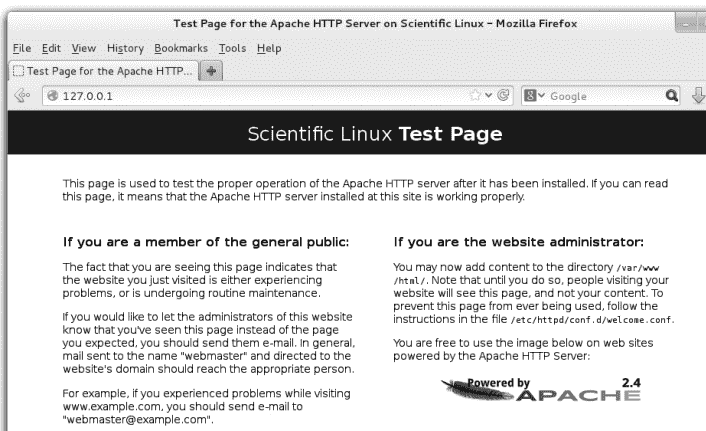 Test Page for the Apache HTTP Server on Scientific Linux – Mozilla Firefox
File Edit View History Bookmarks Tools Help
Test Page for the Apache HTTP...
127.0.0.1
Google
Scientific Linux Test Page
This page is used to test the proper operation of the Apache HTTP server after it has been installed. If you can read
this page, it means that the Apache HTTP server installed at this site is working properly.
If you are a member of the general public:
The fact that you are seeing this page indicates that
the website you just visited is either experiencing
problems, or is undergoing routine maintenance.
If you would like to let the administrators of this website
know that you've seen this page instead of the page
you expected, you should send them e-mail. In general,
mail sent to the name "webmaster" and directed to the
website's domain should reach the appropriate person.
For example, if you experienced problems while visiting
www.example.com, you should send e-mail to
"webmaster@example.com".
If you are the website administrator:
You may now add content to the directory /var/www
/html/. Note that until you do so, people visiting your
website will see this page, and not your content. To
prevent this page from ever being used, follow the
instructions in the file /etc/httpd/conf.d/welcome.conf.
You are free to use the image below on web sites
powered by the Apache HTTP Server:
Powered by 2.4
APACHE